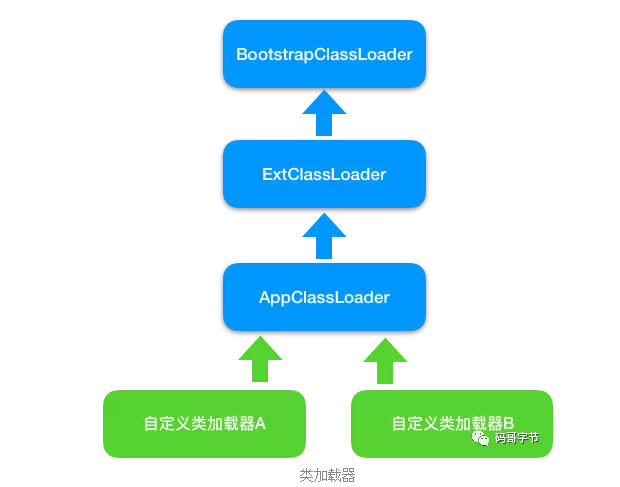 BootstrapClassLoader
ExtClassLoader
AppClassLoader
自定义类加载器A
自定义类加载器B
码哥字节
类加载器